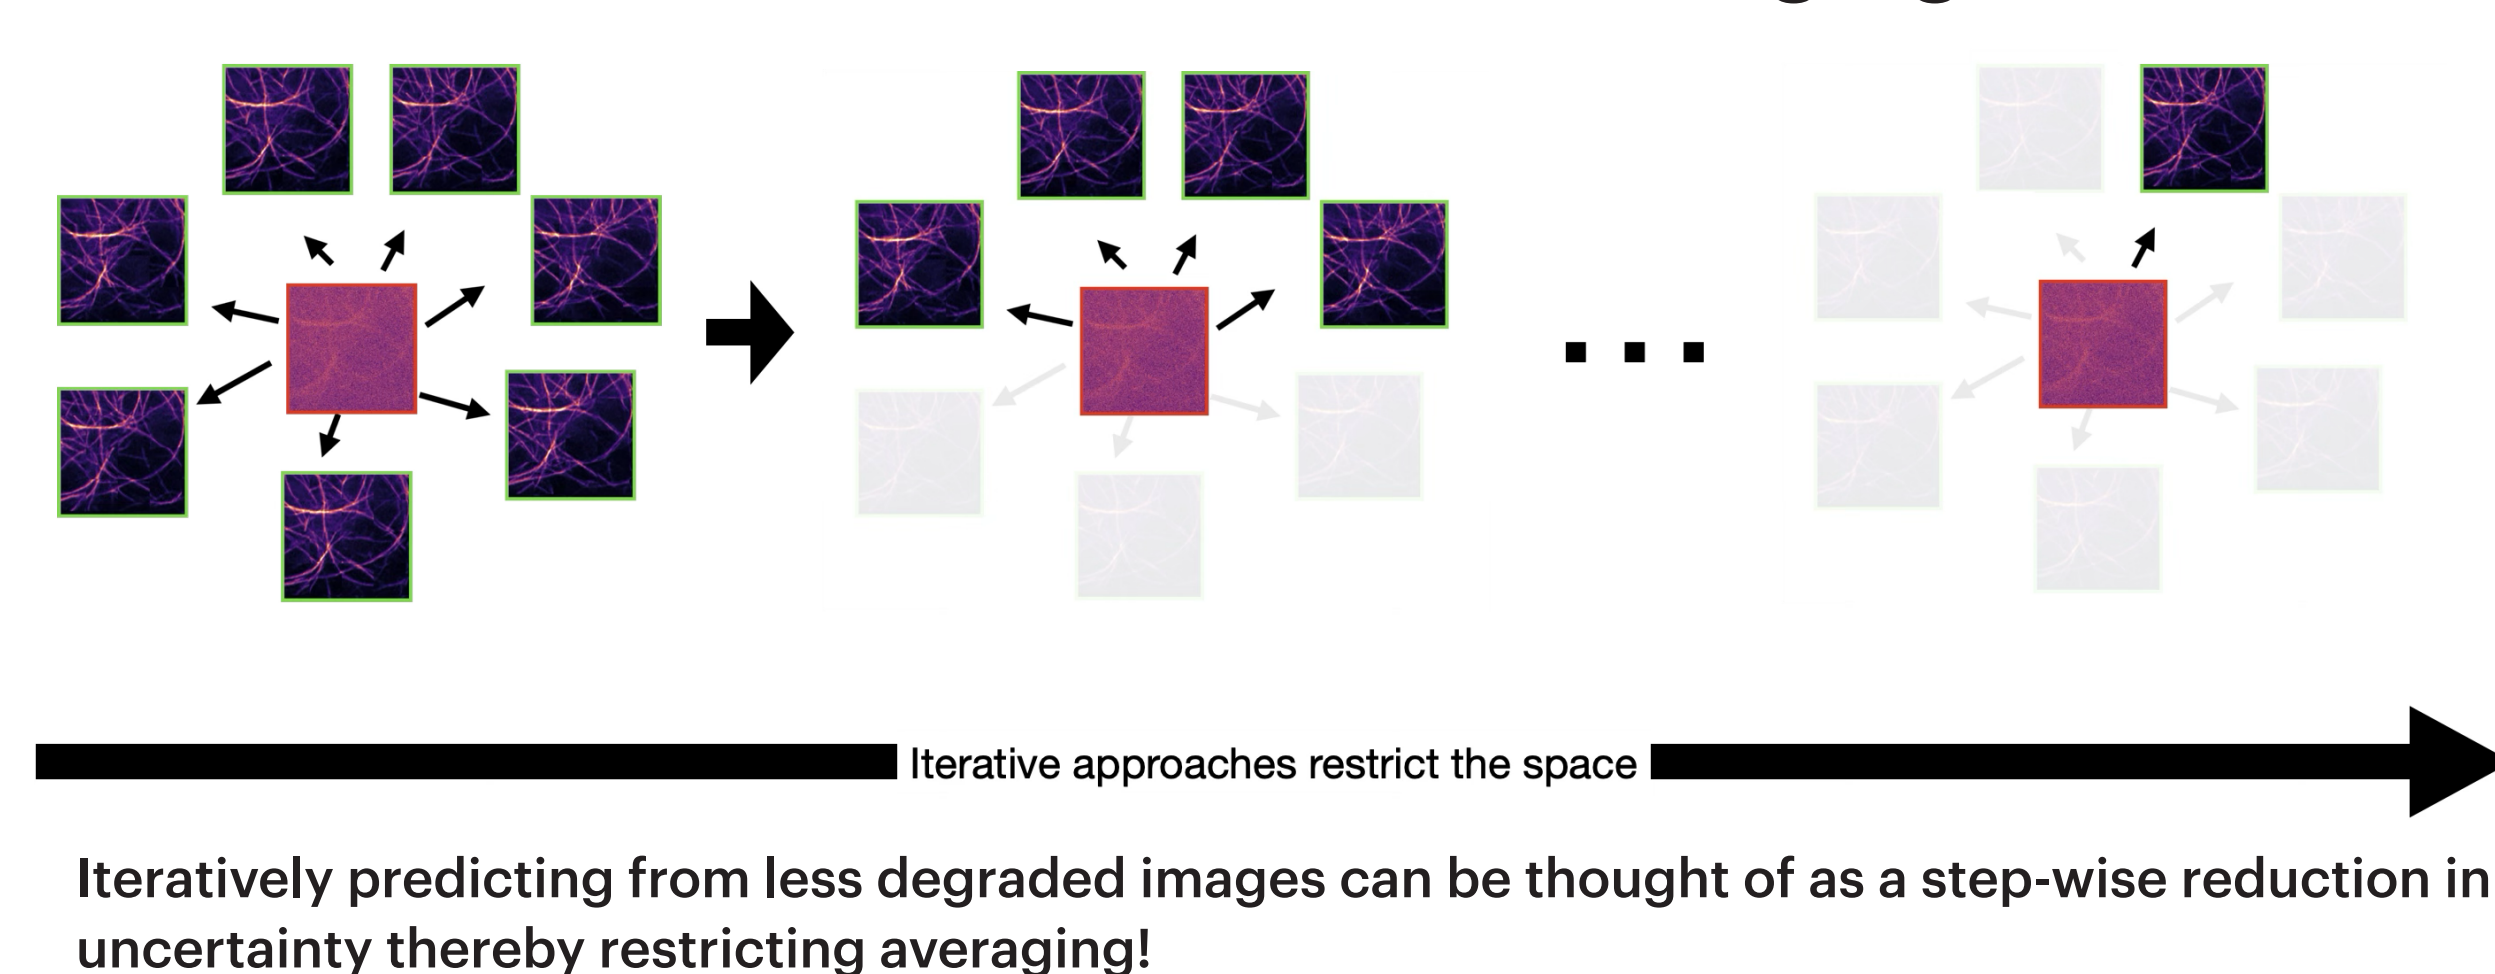 Iterative approaches restrict the space
Iteratively predicting from less degraded images can be thought of as a step-wise reduction in
uncertainty thereby restricting averaging!